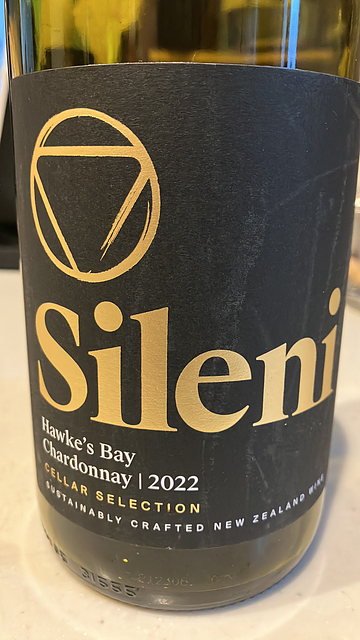 Sileni
Hawke's Bay
Chardonnay | 2022
CELLAR SELECTION
SUSTAINABLY CRAFTED NEW ZEALAND WINE